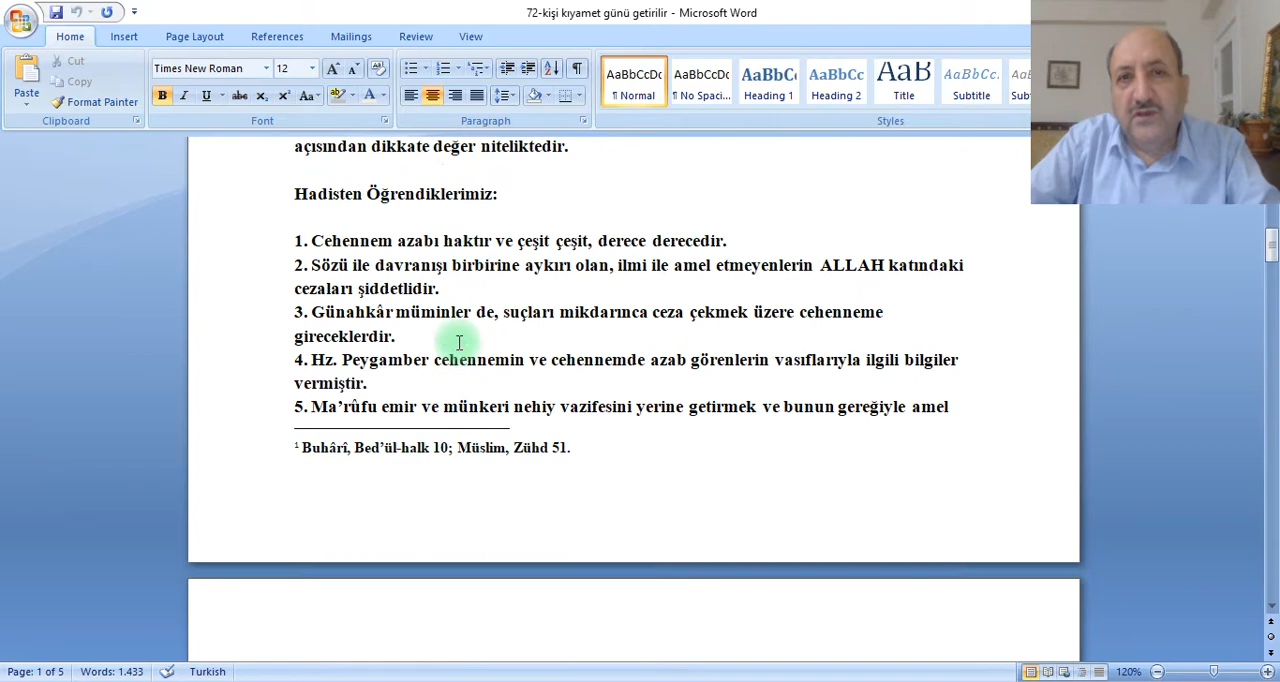 72-kişi kıyamet günü getirilir - Microsoft Word
Home Insert Page Layout References Mailings Review View
Paste
Cut
Copy
Format Painter
Clipboard
Times New Roman 12
B I U abc X₂ X² Aa
Font
Paragraph
AaBbCcDc AaBbCcDc AaBbC AaBbCc AaB AaBbCc. Aa
¶ Normal ¶ No Spaci... Heading 1 Heading 2 Title Subtitle Sub
Styles
açısından dikkate değer niteliktedir.
Hadisten Öğrendiklerimiz:
1. Cehennem azabı haktır ve çeşit çeşit, derece derecedir.
2. Sözü ile davranışı birbirine aykırı olan, ilmi ile amel etmeyenlerin ALLAH katındaki
cezaları şiddetlidir.
3. Günahkâr müminler de, suçları mikdarınca ceza çekmek üzere cehenneme
gireceklerdir.
4. Hz. Peygamber cehennemin ve cehennemde azab görenlerin vasıflarıyla ilgili bilgiler
vermiştir.
5. Ma’rûfu emir ve münkeri nehiy vazifesini yerine getirmek ve bunun gereğiyle amel
1 Buhârî, Bed’ül-halk 10; Müslim, Zühd 51.
Page: 1 of 5 Words: 1.433 Turkish 120%